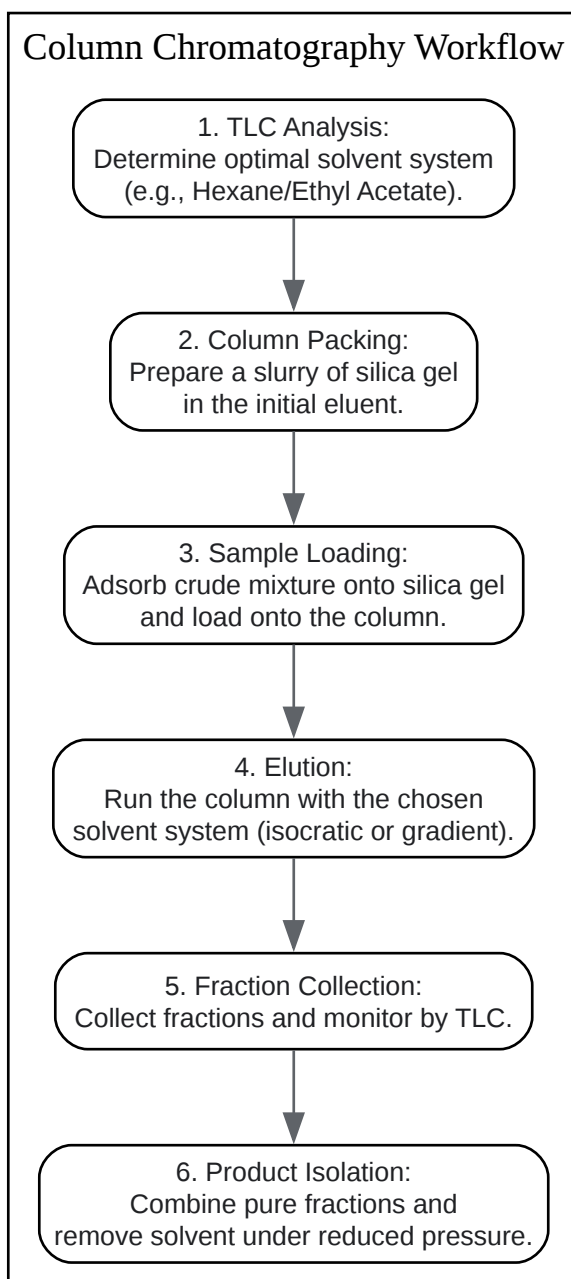 Column Chromatography Workflow
1. TLC Analysis:
Determine optimal solvent system
(e.g., Hexane/Ethyl Acetate).
2. Column Packing:
Prepare a slurry of silica gel
in the initial eluent.
3. Sample Loading:
Adsorb crude mixture onto silica gel
and load onto the column.
4. Elution:
Run the column with the chosen
solvent system (isocratic or gradient).
5. Fraction Collection:
Collect fractions and monitor by TLC.
6. Product Isolation:
Combine pure fractions and
remove solvent under reduced pressure.